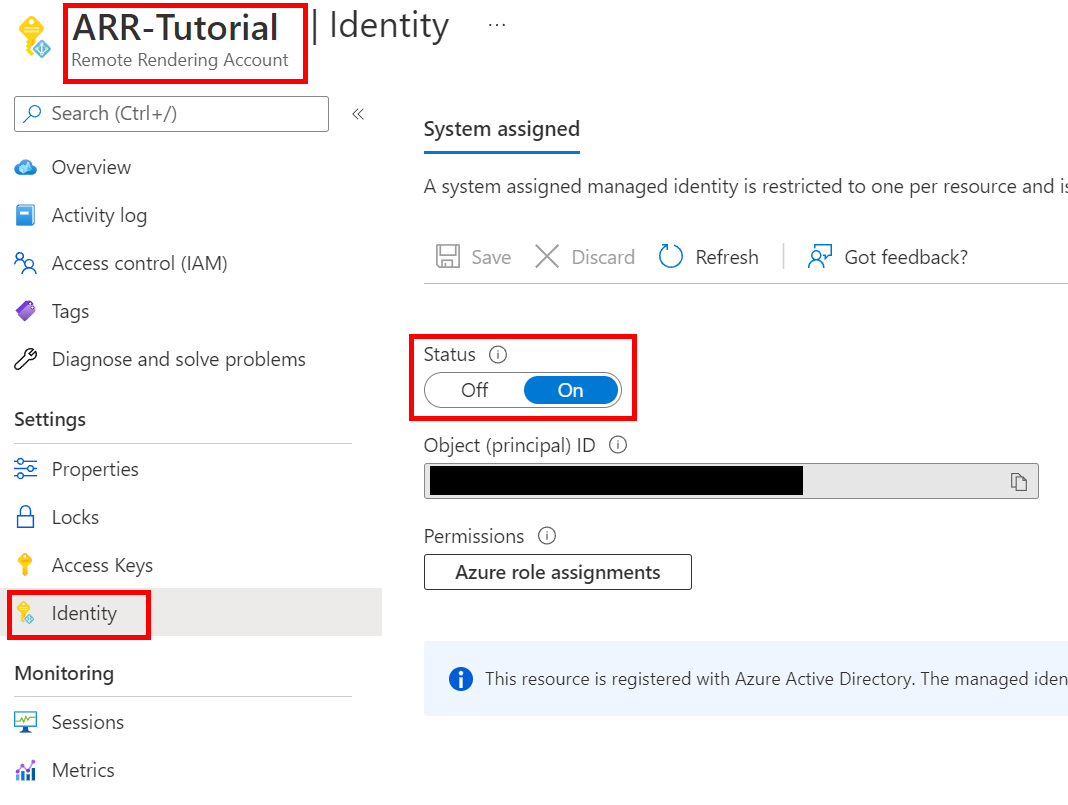 ARR-Tutorial | Identity ...
Remote Rendering Account
Search (Ctrl+/)
«
Overview
Activity log
Access control (IAM)
Tags
Diagnose and solve problems
Settings
Properties
Locks
Access Keys
Identity
Monitoring
Sessions
Metrics
System assigned
A system assigned managed identity is restricted to one per resource and is
Save Discard Refresh Got feedback?
Status
Off On
Object (principal) ID
Permissions
Azure role assignments
This resource is registered with Azure Active Directory. The managed iden